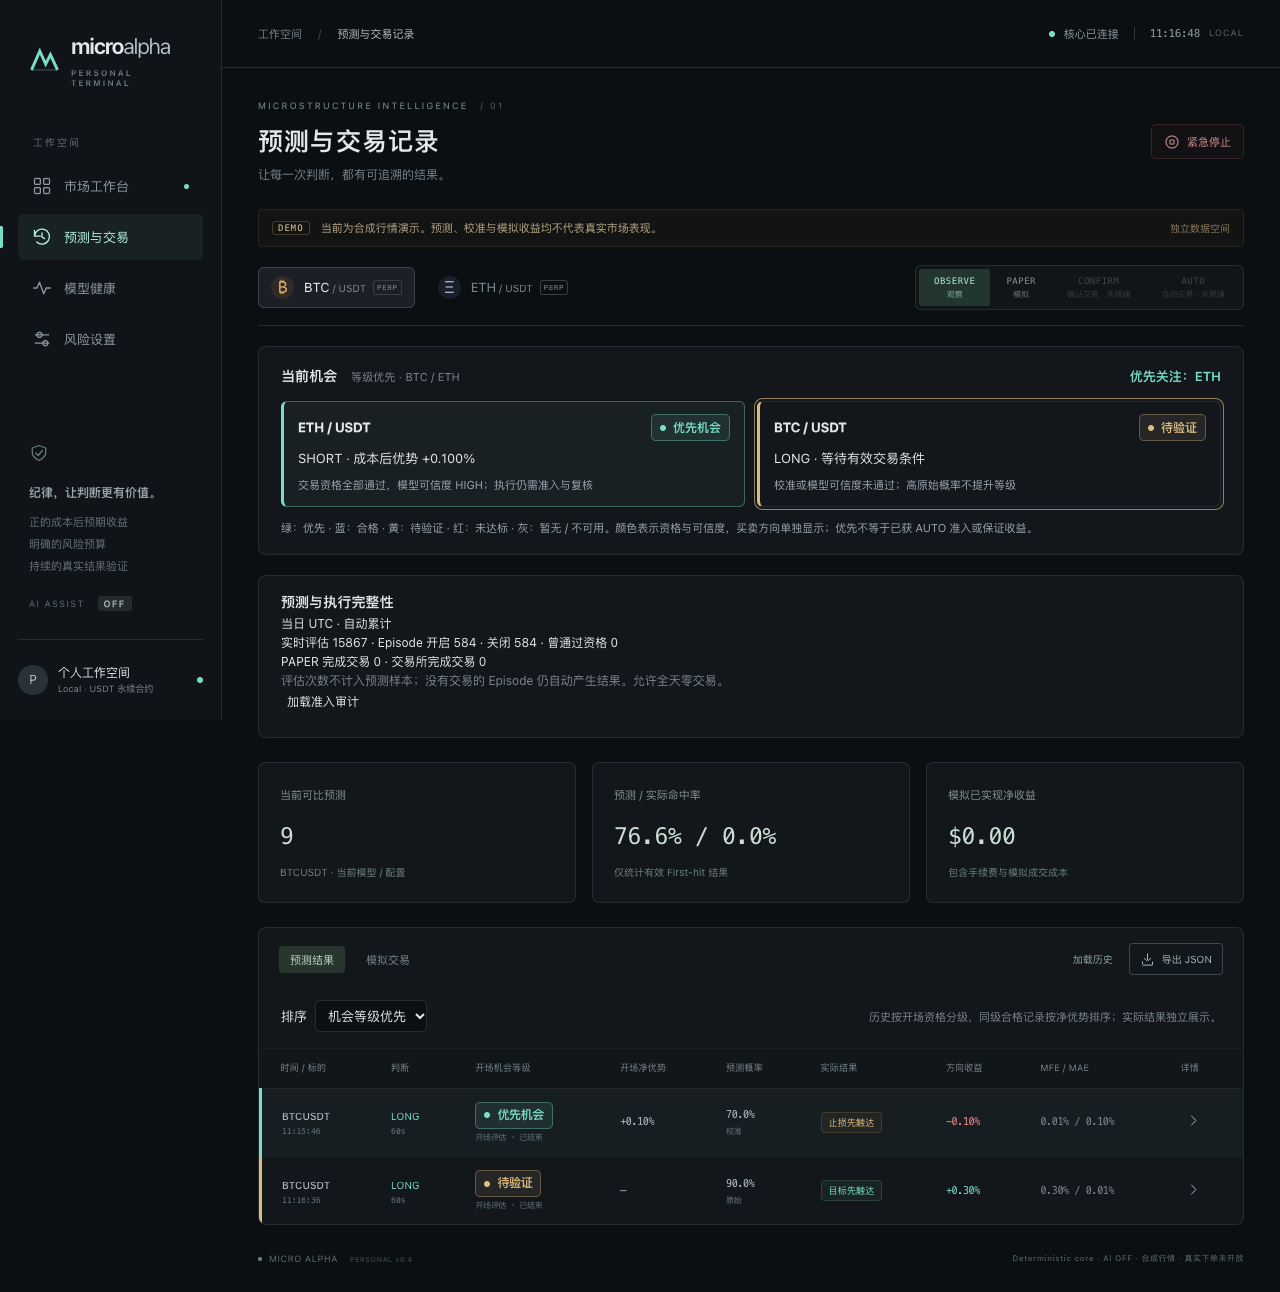 microalpha
PERSONAL
TERMINAL
工作空间
市场工作台
预测与交易
模型健康
风险设置
纪律，让判断更有价值。
正的成本后预期收益
明确的风险预算
持续的真实结果验证
AI ASSIST OFF
P 个人工作空间
Local · USDT 永续合约
工作空间 / 预测与交易记录
核心已连接 11:16:48 LOCAL
MICROSTRUCTURE INTELLIGENCE / 01
预测与交易记录
紧急停止
让每一次判断，都有可追溯的结果。
DEMO 当前为合成行情演示。预测、校准与模拟收益均不代表真实市场表现。 独立数据空间
BTC / USDT PERP ETH / USDT PERP
OBSERVE PAPER CONFIRM AUTO
观察 模拟 确认交易 · 未就绪 自动交易 · 未就绪
当前机会 等级优先 · BTC / ETH 优先关注：ETH
ETH / USDT 优先机会
SHORT · 成本后优势 +0.100%
交易资格全部通过，模型可信度 HIGH；执行仍需准入与复核
BTC / USDT 待验证
LONG · 等待有效交易条件
校准或模型可信度未通过；高原始概率不提升等级
绿：优先 · 蓝：合格 · 黄：待验证 · 红：未达标 · 灰：暂无 / 不可用。颜色表示资格与可信度，买卖方向单独显示；优先不等于已获 AUTO 准入或保证收益。
预测与执行完整性
当日 UTC · 自动累计
实时评估 15867 · Episode 开启 584 · 关闭 584 · 曾通过资格 0
PAPER 完成交易 0 · 交易所完成交易 0
评估次数不计入预测样本；没有交易的 Episode 仍自动产生结果。允许全天零交易。
加载准入审计
当前可比预测
9
BTCUSDT · 当前模型 / 配置
预测 / 实际命中率
76.6% / 0.0%
仅统计有效 First-hit 结果
模拟已实现净收益
$0.00
包含手续费与模拟成交成本
预测结果 模拟交易 加载历史 导出 JSON
排序 机会等级优先 历史按开场资格分级，同级合格记录按净优势排序；实际结果独立展示。
时间 / 标的 判断 开场机会等级 开场净优势 预测概率 实际结果 方向收益 MFE / MAE 详情
BTCUSDT LONG 优先机会 +0.10% 70.0% 止损先触达 −0.10% 0.01% / 0.10%
11:15:46 60s 开场评估 · 已结束 校准
BTCUSDT LONG 待验证 — 90.0% 目标先触达 +0.30% 0.30% / 0.01%
11:16:36 60s 开场评估 · 已结束 原始
MICRO ALPHA PERSONAL v0.4 Deterministic core · AI OFF · 合成行情 · 真实下单未开放